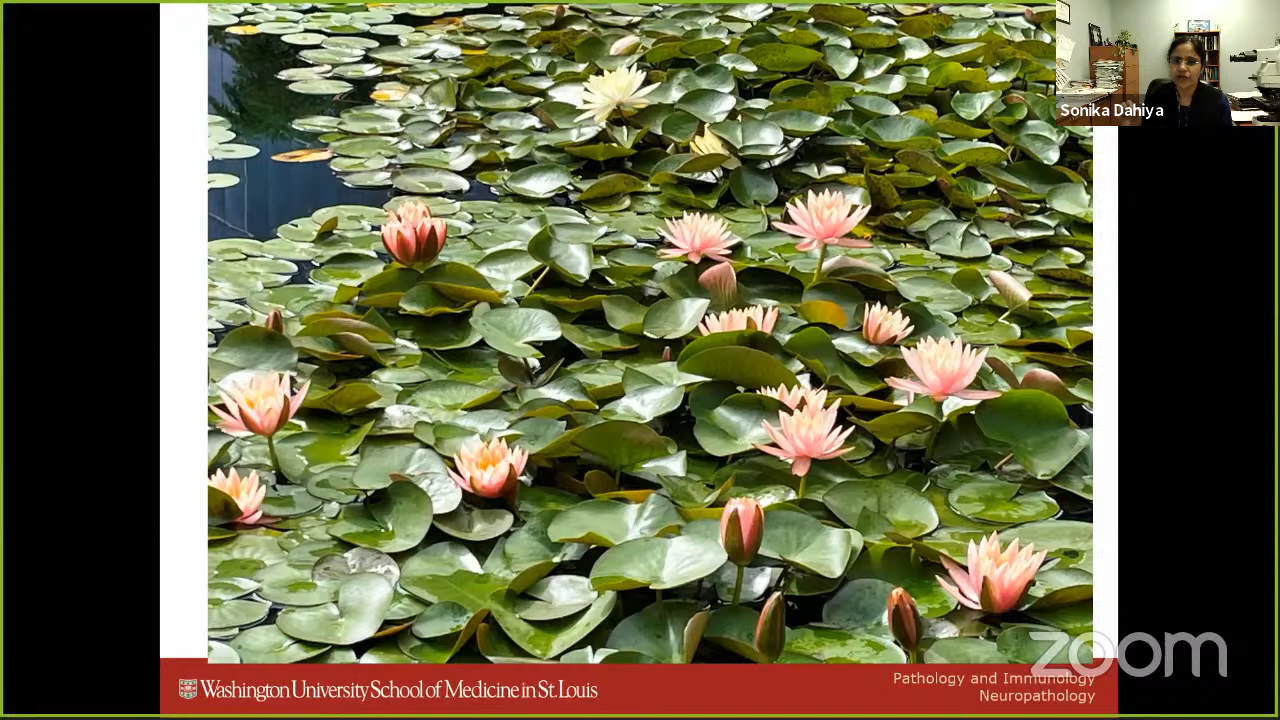 Sonika Dahiya
Washington University School of Medicine in St. Louis
Pathology and Immunology
Neuropathology
zoom